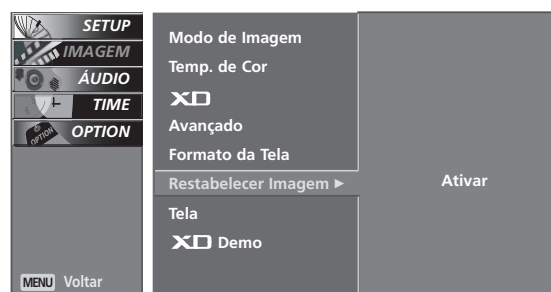 SETUP
IMAGEM
ÁUDIO
TIME
OPTION
OPTION
MENU Voltar
Modo de Imagem
Temp. de Cor
XD
Avançado
Formato da Tela
Restabelecer Imagem ►
Tela
XD Demo
Ativar